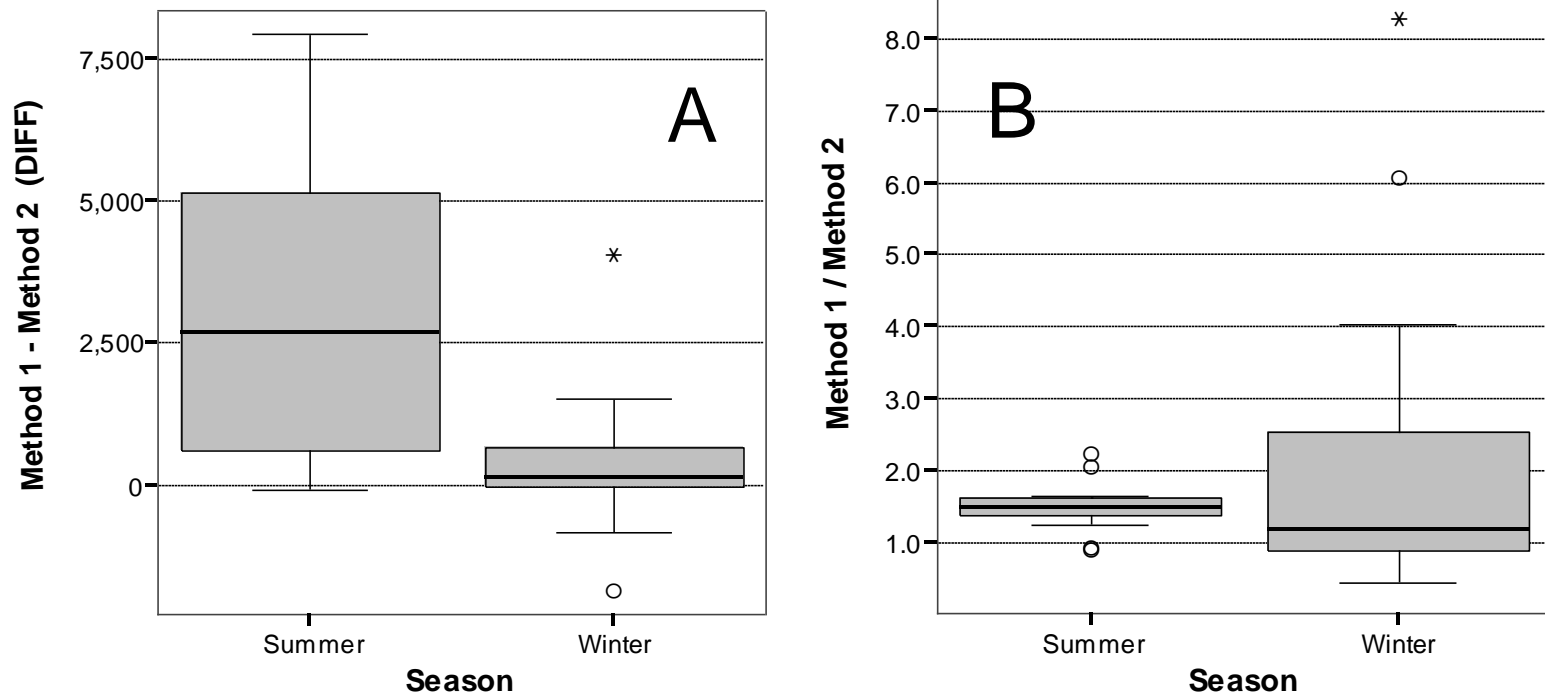 Method 1 - Method 2 (DIFF)
7,500
5,000
2,500
0
A
Summer
Winter
Season
Method 1 / Method 2
8.0
7.0
6.0
5.0
4.0
3.0
2.0
1.0
B
Summer
Winter
Season